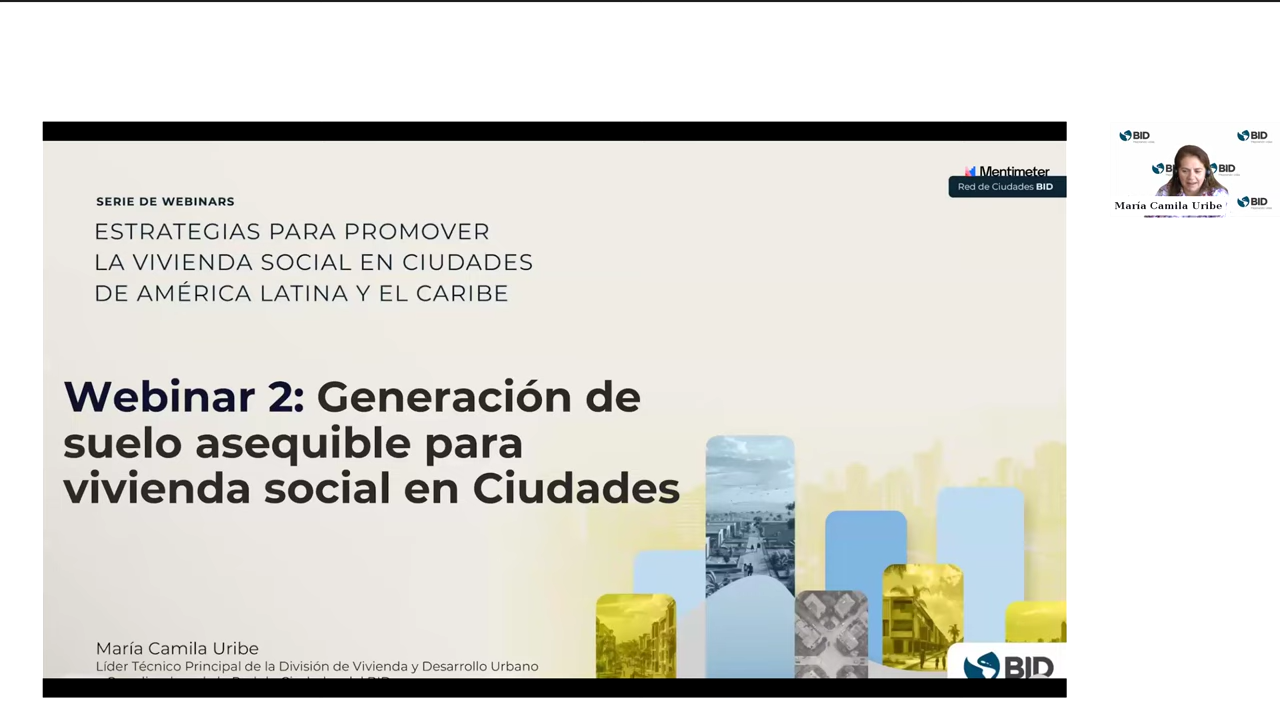 SERIE DE WEBINARS
ESTRATEGIAS PARA PROMOVER
LA VIVIENDA SOCIAL EN CIUDADES
DE AMÉRICA LATINA Y EL CARIBE
Mentimeter
Red de Ciudades BID
Webinar 2: Generación de
suelo asequible para
vivienda social en Ciudades
María Camila Uribe
Líder Técnico Principal de la División de Vivienda y Desarrollo Urbano
BID
BID
BID
BID
BID
María Camila Uribe
BID